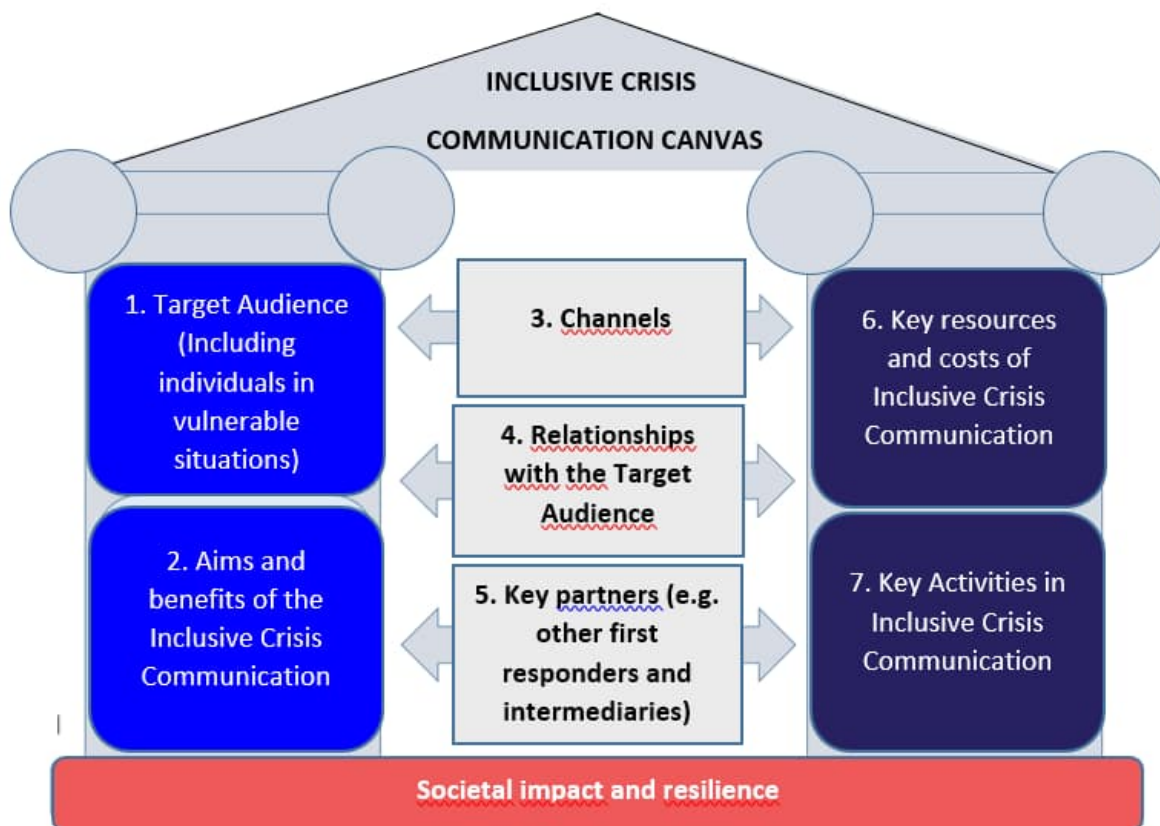 INCLUSIVE CRISIS
COMMUNICATION CANVAS
1. Target Audience
(Including
individuals in
vulnerable
situations)
2. Aims and
benefits of the
Inclusive Crisis
Communication
3. Channels
4. Relationships
with the Target
Audience
5. Key partners (e.g.
other first
responders and
intermediaries)
6. Key resources
and costs of
Inclusive Crisis
Communication
7. Key Activities in
Inclusive Crisis
Communication
Societal impact and resilience